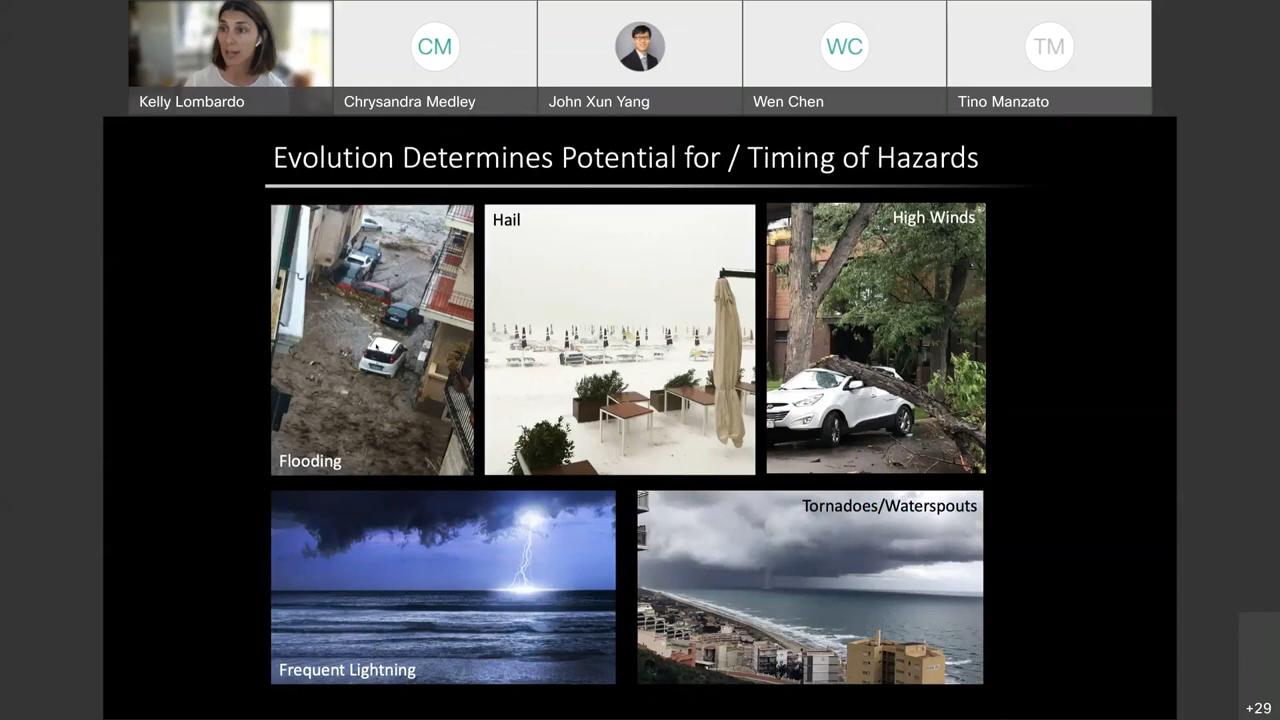 CM
WC
TM
Kelly Lombardo
Chrysandra Medley
John Xun Yang
Wen Chen
Tino Manzato
Evolution Determines Potential for / Timing of Hazards
Hail
High Winds
Flooding
Tornadoes/Waterspouts
Frequent Lightning
+29